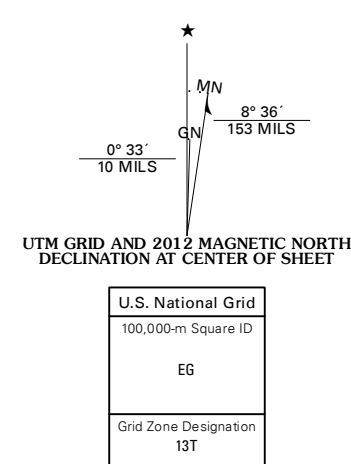 ★
MN
8° 36´
153 MILS
GN
0° 33´
10 MILS
UTM GRID AND 2012 MAGNETIC NORTH
DECLINATION AT CENTER OF SHEET
U.S. National Grid
100,000-m Square ID
EG
Grid Zone Designation
13T